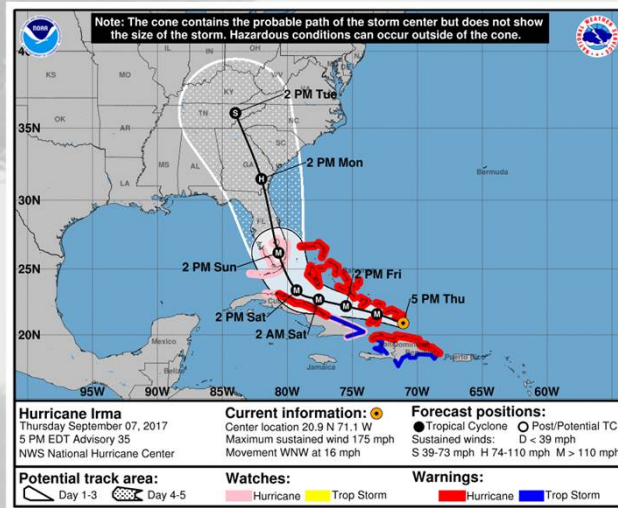 Note: The cone contains the probable path of the storm center but does not show
the size of the storm. Hazardous conditions can occur outside of the cone.
NOAA
40
35N
30N
25N
20N
95W
90W
85W
80W
75W
70W
65W
60W
KS
MO
IL
IN
OH
KY
VA
OK
AR
TN
NC
SC
MS
AL
GA
LA
FL
Bermuda
Mexico
Belize
Jamaica
Puerto Rico
2 PM Tue
2 PM Mon
2 PM Sun
2 PM Fri
5 PM Thu
2 PM Sat
2 AM Sat
S
H
M
M
M
M
M
Hurricane Irma
Thursday September 07, 2017
5 PM EDT Advisory 35
NWS National Hurricane Center
Current information:
Center location 20.9 N 71.1 W
Maximum sustained wind 175 mph
Movement WNW at 16 mph
Forecast positions:
Tropical Cyclone Post/Potential TC
Sustained winds: D < 39 mph
S 39-73 mph H 74-110 mph M > 110 mph
Potential track area:
Day 1-3 Day 4-5
Watches:
Hurricane Trop Storm
Warnings:
Hurricane Trop Storm